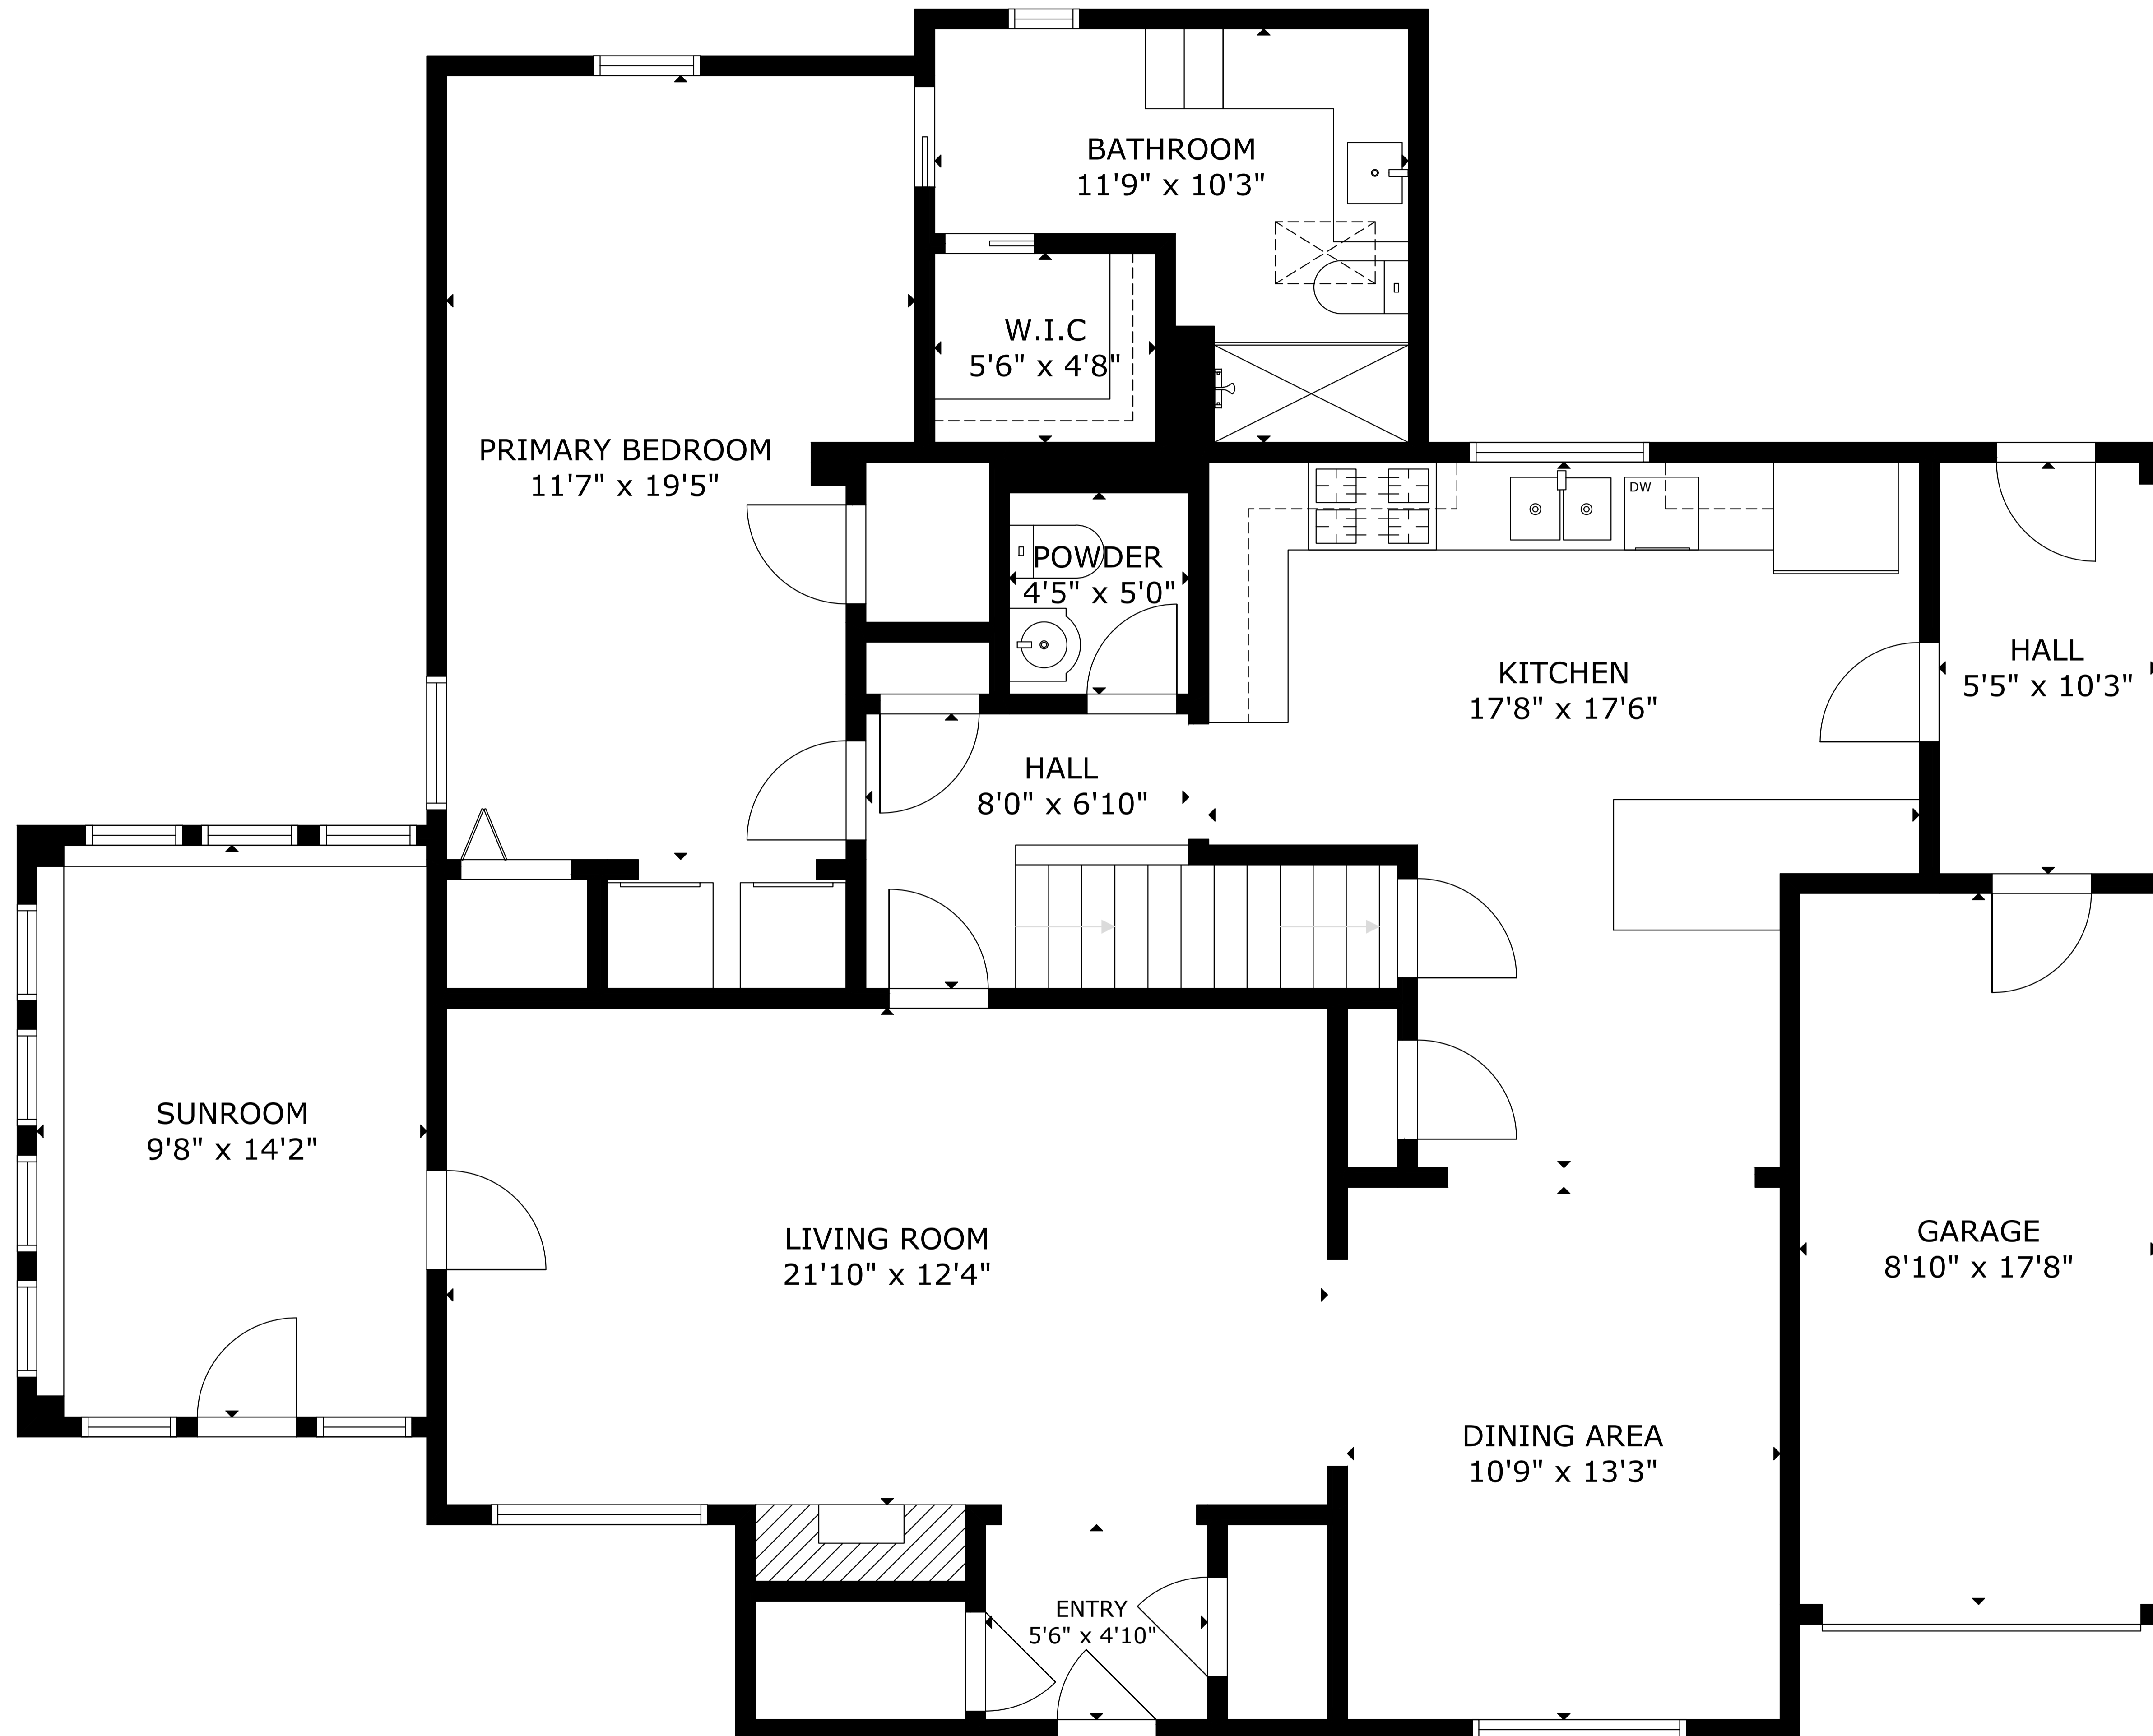 BATHROOM
11'9" x 10'3"
W.I.C
5'6" x 4'8"
PRIMARY BEDROOM
11'7" x 19'5"
DW
POWDER
4'5" x 5'0"
KITCHEN
17'8" x 17'6"
HALL
5'5" x 10'3"
HALL
8'0" x 6'10"
SUNROOM
9'8" x 14'2"
LIVING ROOM
21'10" x 12'4"
GARAGE
8'10" x 17'8"
DINING AREA
10'9" x 13'3"
ENTRY
5'6" x 4'10"